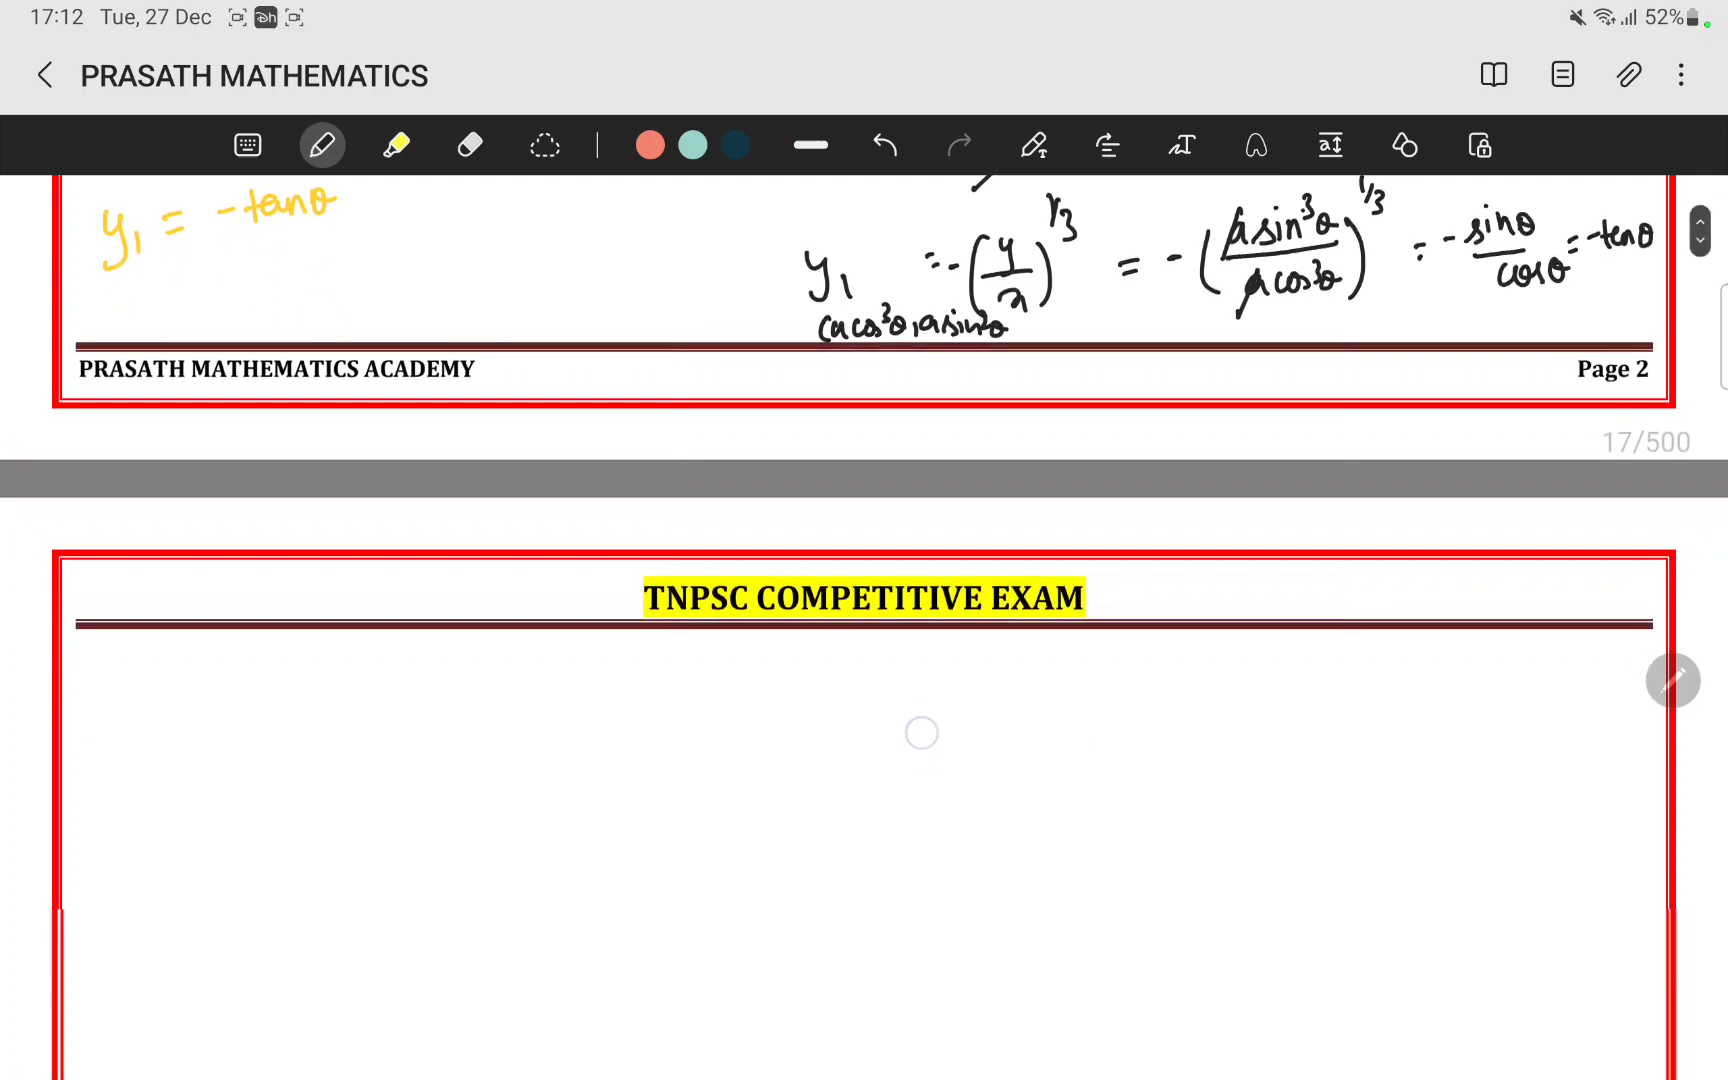 17:12 Tue, 27 Dec
52%
PRASATH MATHEMATICS
y₁ = -tanθ
y₁ = -(y/x)^1/3 = -(a sin³θ / a cos³θ)^1/3 = -sinθ/cosθ = -tanθ
(a cos³θ, a sin³θ
PRASATH MATHEMATICS ACADEMY Page 2
17/500
TNPSC COMPETITIVE EXAM